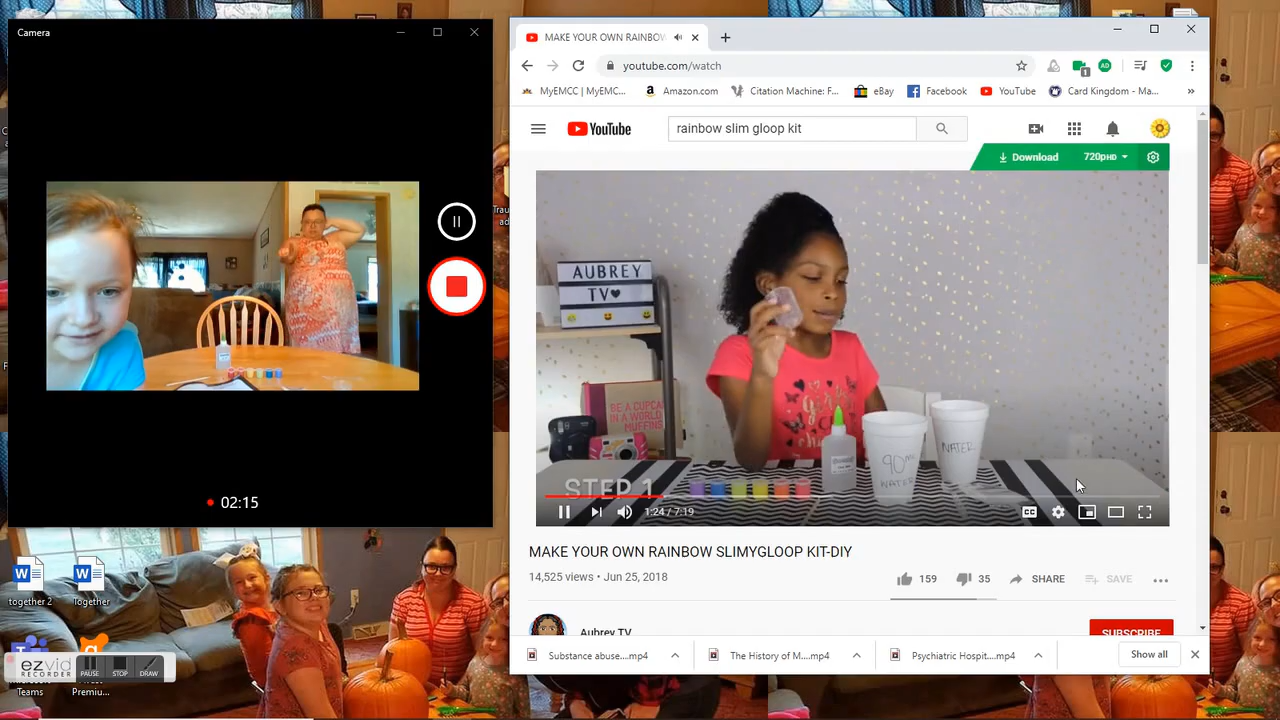 Camera
02:15
MAKE YOUR OWN RAINBOW
youtube.com/watch
MyEMCC | MyEMC...
Amazon.com
Citation Machine: F...
eBay
Facebook
YouTube
Card Kingdom - Ma...
»
YouTube
rainbow slim gloop kit
Download
720PHD
AUBREY
TV♥
BE A CUPCAKE
IN A WORLD
MUFFINS
90
WATER
WATER
STEP 1
1:24 / 7:19
CC
MAKE YOUR OWN RAINBOW SLIMYGLOOP KIT-DIY
14,525 views • Jun 25, 2018
159
35
SHARE
SAVE
Aubrey TV
SUBSCRIBE
Substance abuse....mp4
The History of M....mp4
Psychiatric Hospit....mp4
Show all
together 2
Together
ezvid
RECORDER
PAUSE
STOP
DRAW
Teams
Premiu...